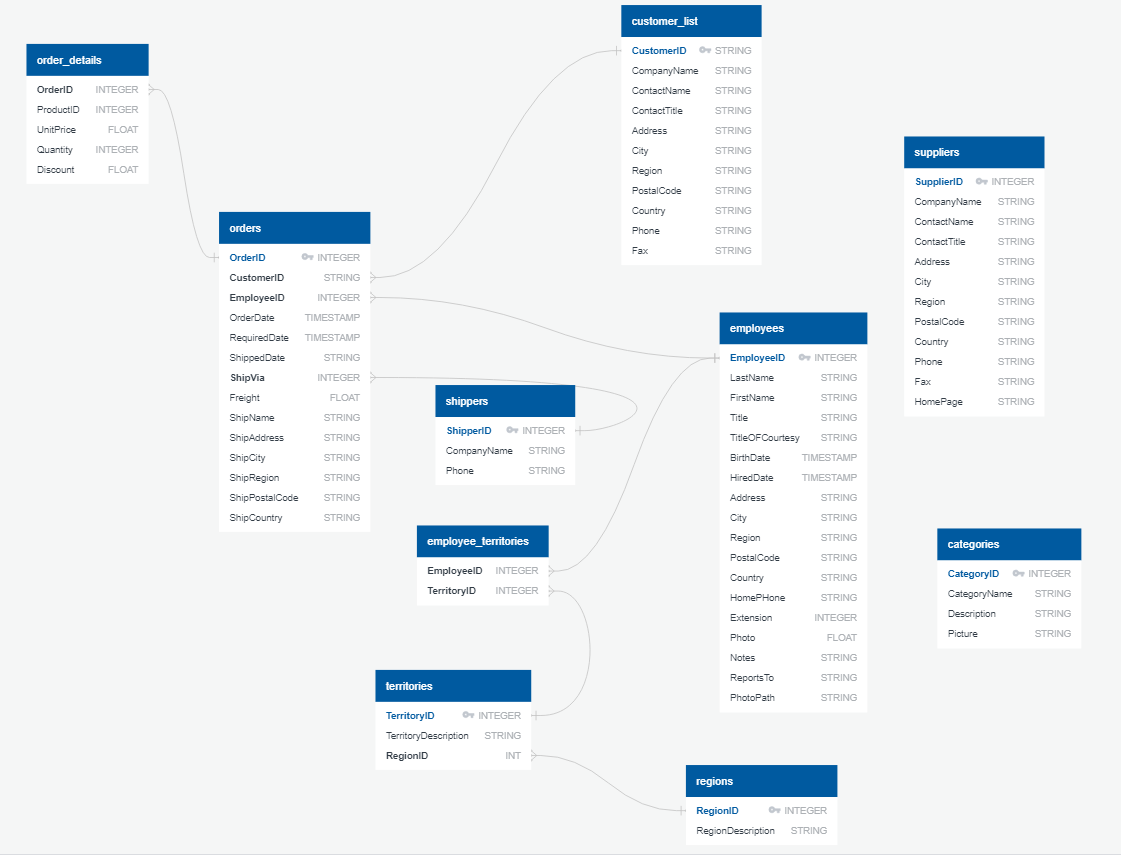 order_details
OrderID INTEGER
ProductID INTEGER
UnitPrice FLOAT
Quantity INTEGER
Discount FLOAT
orders
OrderID INTEGER
CustomerID STRING
EmployeeID INTEGER
OrderDate TIMESTAMP
RequiredDate TIMESTAMP
ShippedDate STRING
ShipVia INTEGER
Freight FLOAT
ShipName STRING
ShipAddress STRING
ShipCity STRING
ShipRegion STRING
ShipPostalCode STRING
ShipCountry STRING
customer_list
CustomerID STRING
CompanyName STRING
ContactName STRING
ContactTitle STRING
Address STRING
City STRING
Region STRING
PostalCode STRING
Country STRING
Phone STRING
Fax STRING
suppliers
SupplierID INTEGER
CompanyName STRING
ContactName STRING
ContactTitle STRING
Address STRING
City STRING
Region STRING
PostalCode STRING
Country STRING
Phone STRING
Fax STRING
HomePage STRING
employees
EmployeeID INTEGER
LastName STRING
FirstName STRING
Title STRING
TitleOFCourtesy STRING
BirthDate TIMESTAMP
HiredDate TIMESTAMP
Address STRING
City STRING
Region STRING
PostalCode STRING
Country STRING
HomePHone STRING
Extension INTEGER
Photo FLOAT
Notes STRING
ReportsTo STRING
PhotoPath STRING
shippers
ShipperID INTEGER
CompanyName STRING
Phone STRING
employee_territories
EmployeeID INTEGER
TerritoryID INTEGER
categories
CategoryID INTEGER
CategoryName STRING
Description STRING
Picture STRING
territories
TerritoryID INTEGER
TerritoryDescription STRING
RegionID INT
regions
RegionID INTEGER
RegionDescription STRING